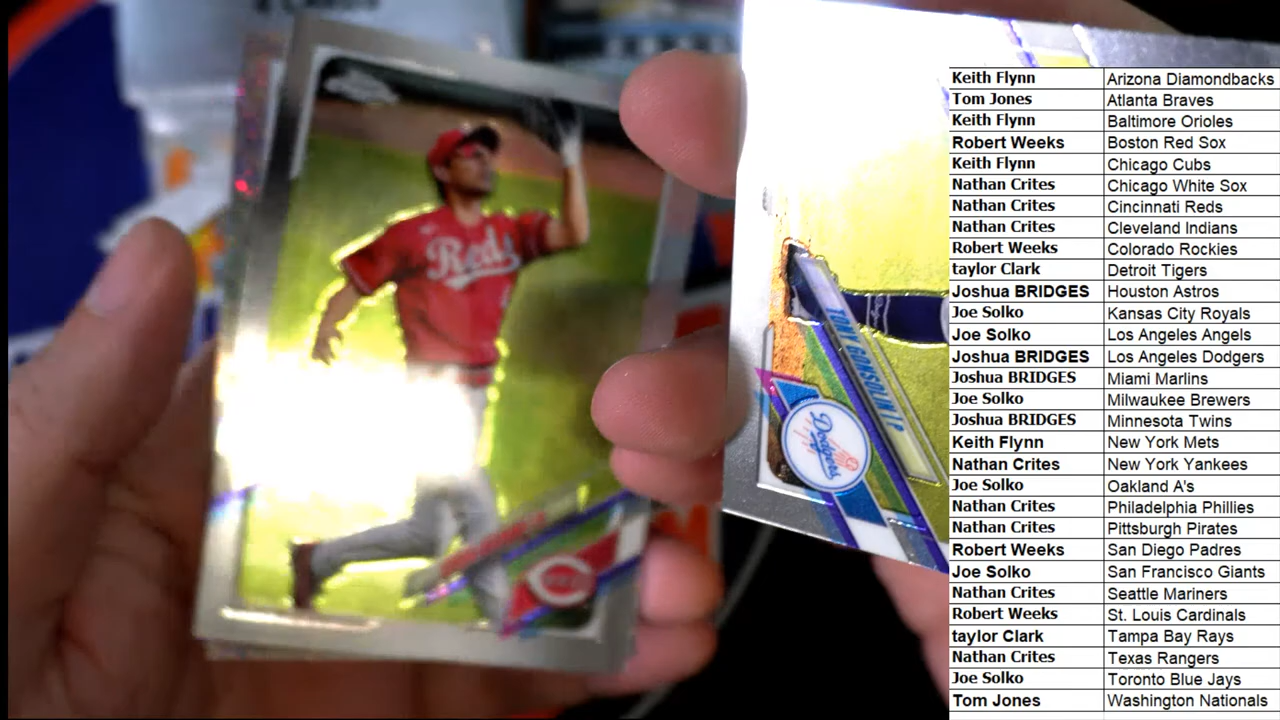 4 CARDS
Reds
TONY GONSOLIN | P
Dodgers
Keith Flynn Arizona Diamondbacks
Tom Jones Atlanta Braves
Keith Flynn Baltimore Orioles
Robert Weeks Boston Red Sox
Keith Flynn Chicago Cubs
Nathan Crites Chicago White Sox
Nathan Crites Cincinnati Reds
Nathan Crites Cleveland Indians
Robert Weeks Colorado Rockies
taylor Clark Detroit Tigers
Joshua BRIDGES Houston Astros
Joe Solko Kansas City Royals
Joe Solko Los Angeles Angels
Joshua BRIDGES Los Angeles Dodgers
Joshua BRIDGES Miami Marlins
Joe Solko Milwaukee Brewers
Joshua BRIDGES Minnesota Twins
Keith Flynn New York Mets
Nathan Crites New York Yankees
Joe Solko Oakland A's
Nathan Crites Philadelphia Phillies
Nathan Crites Pittsburgh Pirates
Robert Weeks San Diego Padres
Joe Solko San Francisco Giants
Nathan Crites Seattle Mariners
Robert Weeks St. Louis Cardinals
taylor Clark Tampa Bay Rays
Nathan Crites Texas Rangers
Joe Solko Toronto Blue Jays
Tom Jones Washington Nationals